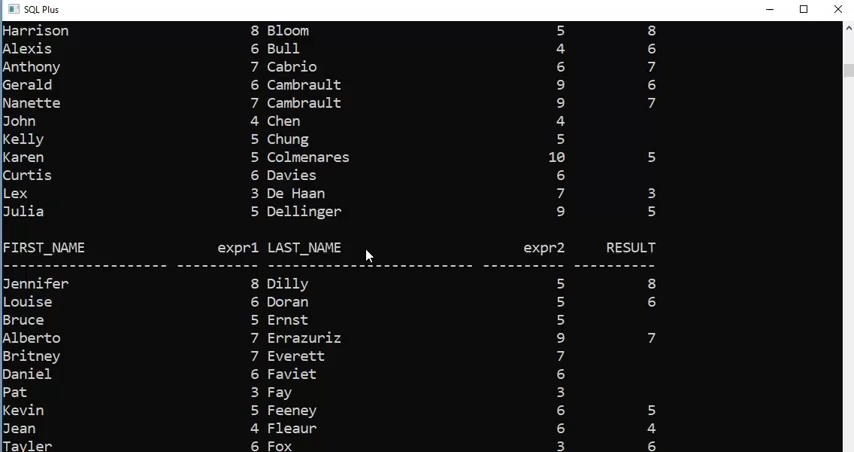 SQL Plus
Harrison 8 Bloom 5 8
Alexis 6 Bull 4 6
Anthony 7 Cabrio 6 7
Gerald 6 Cambrault 9 6
Nanette 7 Cambrault 9 7
John 4 Chen 4
Kelly 5 Chung 5
Karen 5 Colmenares 10 5
Curtis 6 Davies 6
Lex 3 De Haan 7 3
Julia 5 Dellinger 9 5
FIRST_NAME expr1 LAST_NAME expr2 RESULT
-------------------- ---------- ------------------------- ---------- ----------
Jennifer 8 Dilly 5 8
Louise 6 Doran 5 6
Bruce 5 Ernst 5
Alberto 7 Errazuriz 9 7
Britney 7 Everett 7
Daniel 6 Faviet 6
Pat 3 Fay 3
Kevin 5 Feeney 6 5
Jean 4 Fleaur 6 4
Tayler 6 Fox 3 6